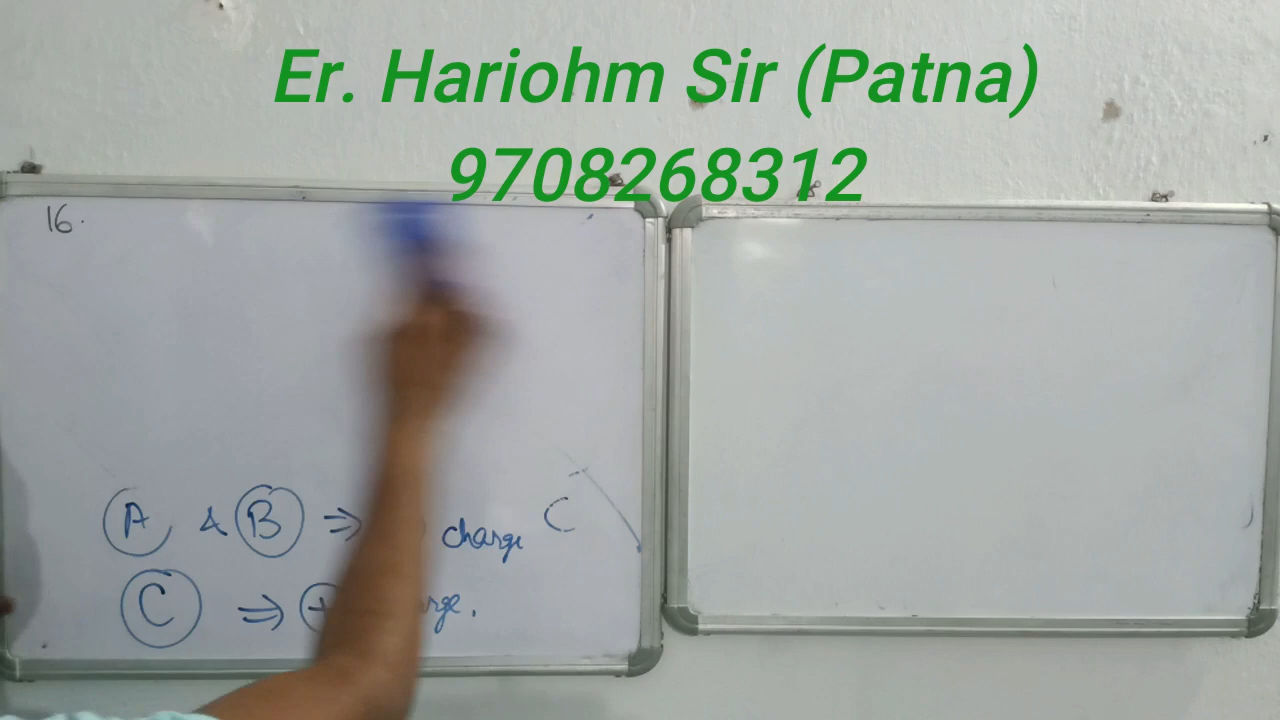 Er. Hariohm Sir (Patna)
9708268312
16.
A & B ⇒ charge C
C ⇒ +